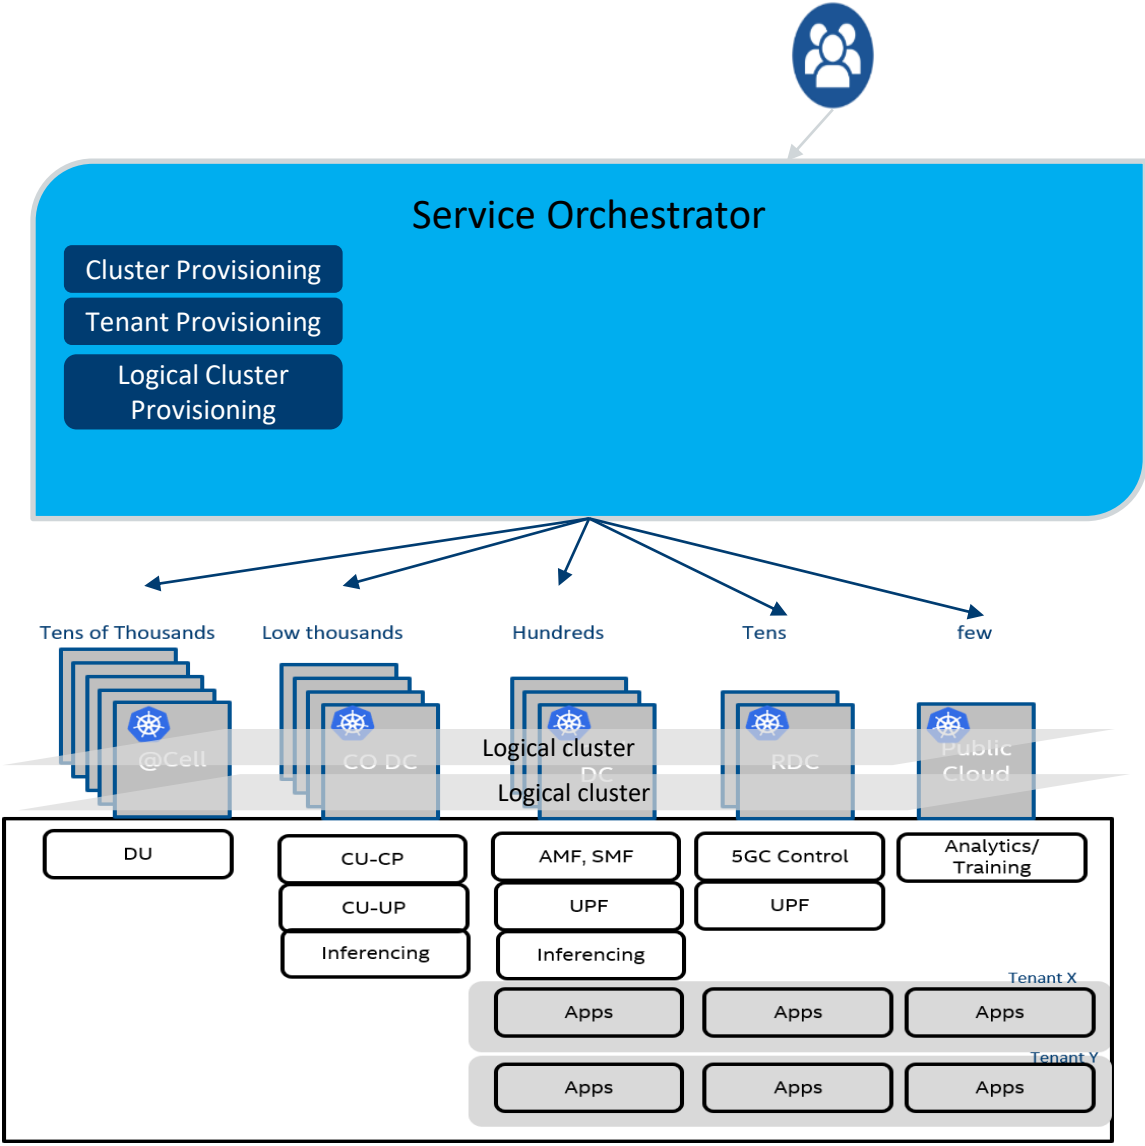 Service Orchestrator
Cluster Provisioning
Tenant Provisioning
Logical Cluster
Provisioning
Tens of Thousands
Low thousands
Hundreds
Tens
few
@Cell
CO DC
DC
RDC
Public
Cloud
Logical cluster
Logical cluster
DU
CU-CP
CU-UP
Inferencing
AMF, SMF
UPF
Inferencing
5GC Control
UPF
Analytics/
Training
Tenant X
Apps
Apps
Apps
Tenant Y
Apps
Apps
Apps